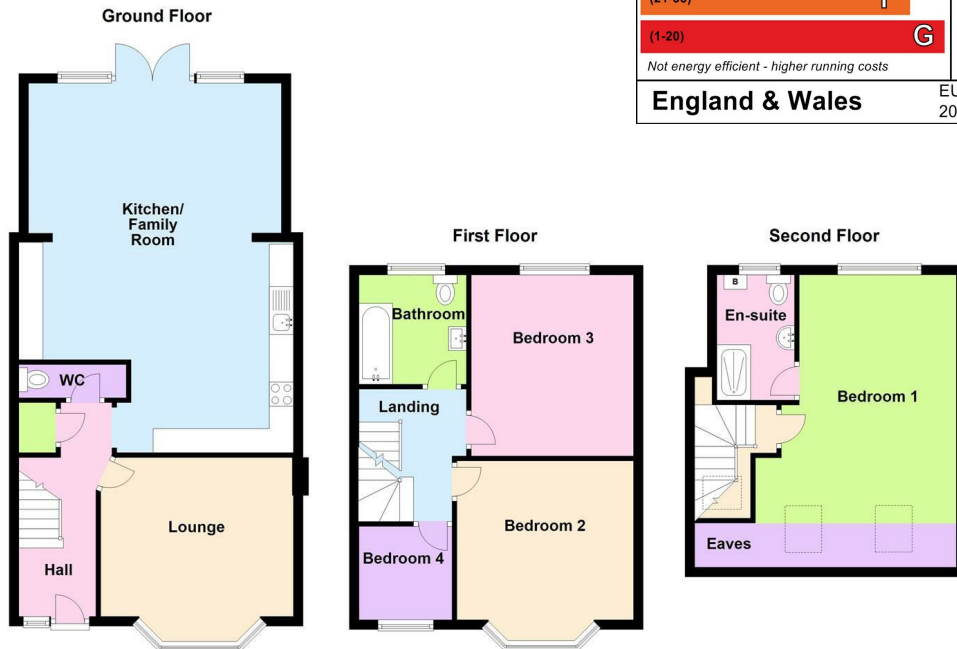 Ground Floor
(1-20)
G
Not energy efficient - higher running costs
England & Wales
Kitchen/
Family
Room
First Floor
Second Floor
WC
Lounge
Hall
Bathroom
Bedroom 3
Landing
Bedroom 4
Bedroom 2
B
En-suite
Bedroom 1
Eaves